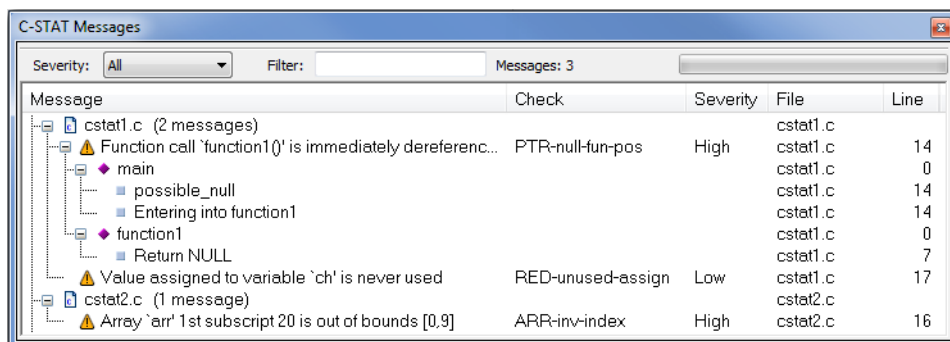 C-STAT Messages
Severity: All Filter: Messages: 3
Message Check Severity File Line
cstat1.c (2 messages) cstat1.c
Function call `function1()' is immediately dereferenc... PTR-null-fun-pos High cstat1.c 14
main cstat1.c 0
possible_null cstat1.c 14
Entering into function1 cstat1.c 14
function1 cstat1.c 0
Return NULL cstat1.c 7
Value assigned to variable `ch' is never used RED-unused-assign Low cstat1.c 17
cstat2.c (1 message) cstat2.c
Array `arr' 1st subscript 20 is out of bounds [0,9] ARR-inv-index High cstat2.c 16